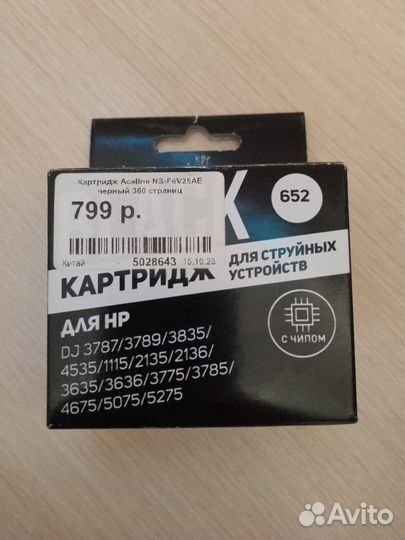 Картридж Aceline NS-F6V25AE
черный 360 страниц
799 р.
Китай 5028643 15.10.23
K
652
КАРТРИДЖ
ДЛЯ СТРУЙНЫХ
УСТРОЙСТВ
ДЛЯ HP
DJ 3787/3789/3835/
4535/1115/2135/2136/
3635/3636/3775/3785/
4675/5075/5275
С ЧИПОМ
Avito